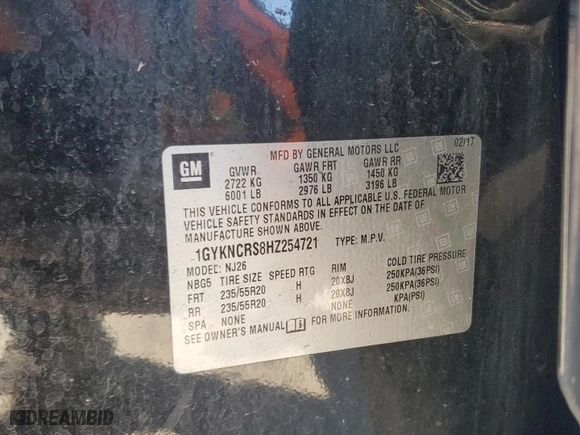 GM
MFD BY GENERAL MOTORS LLC
02/17
GVWR GAWR FRT GAWR RR
2722 KG 1350 KG 1450 KG
6001 LB 2976 LB 3196 LB
THIS VEHICLE CONFORMS TO ALL APPLICABLE U.S. FEDERAL MOTOR
VEHICLE SAFETY STANDARDS IN EFFECT ON THE DATE OF
MANUFACTURE SHOWN ABOVE.
1GYKNCRS8HZ254721 TYPE: M.P.V.
MODEL: NJ26
NBG5 TIRE SIZE SPEED RTG RIM COLD TIRE PRESSURE
FRT 235/55R20 H 20X8J 250KPA(36PSI)
RR 235/55R20 H 20X8J 250KPA(36PSI)
SPA NONE NONE KPA(PSI)
SEE OWNER'S MANUAL FOR MORE INFORMATION.
DREAMBID